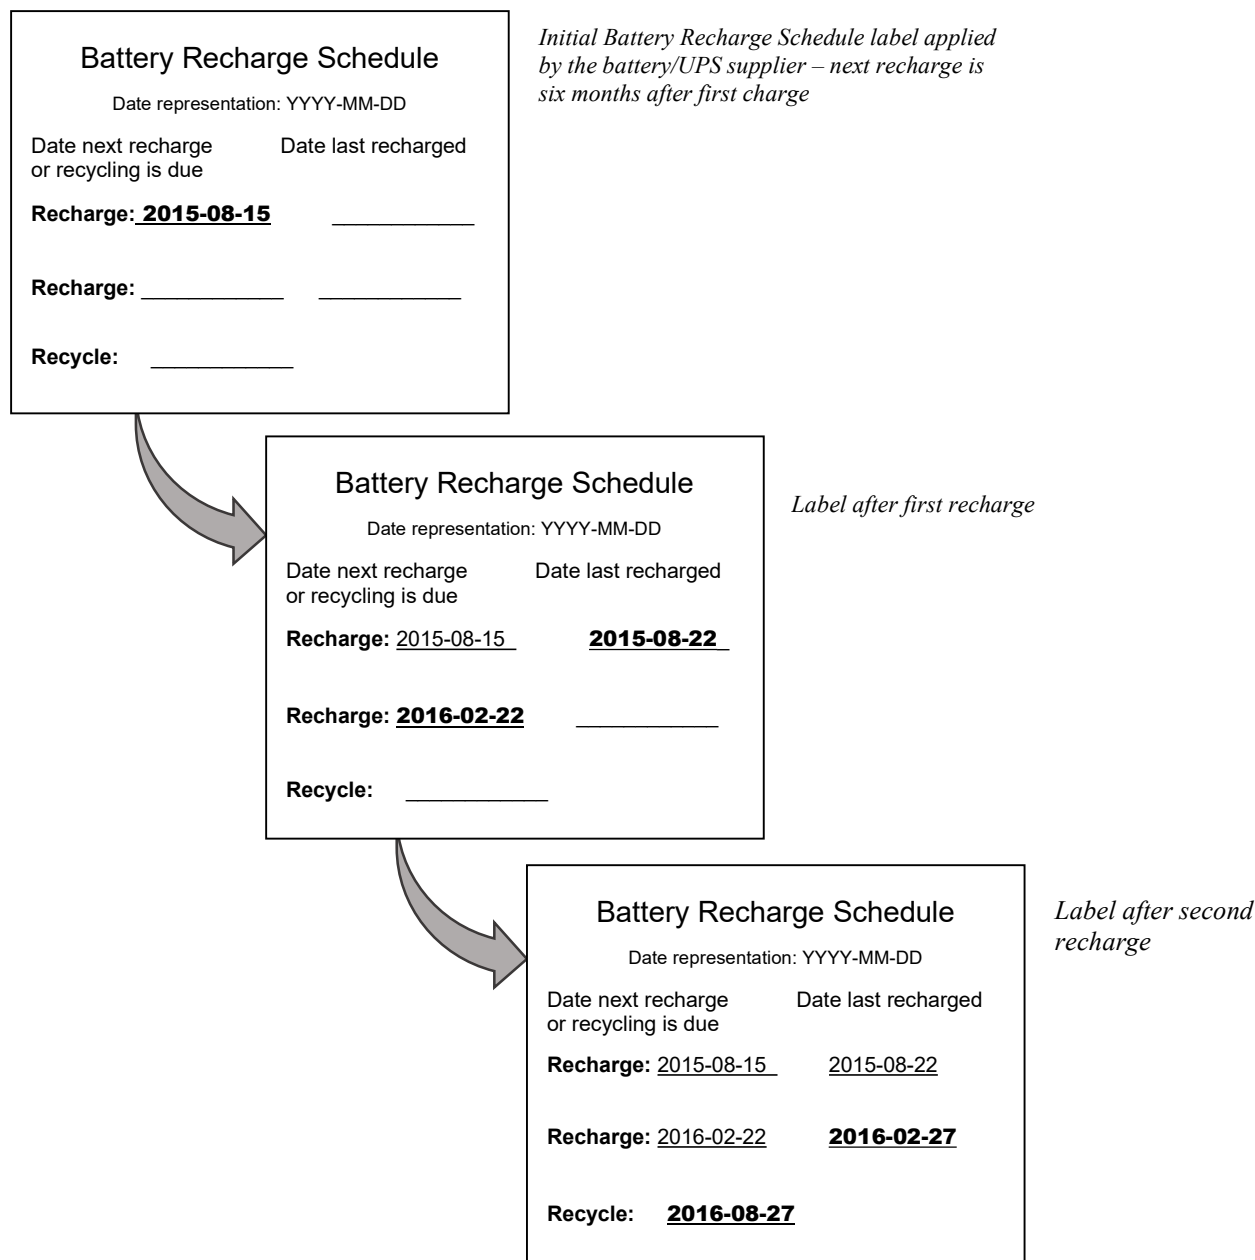 Battery Recharge Schedule
Date representation: YYYY-MM-DD
Date next recharge Date last recharged
or recycling is due
Recharge: 2015-08-15 ____________
Recharge: ____________ ____________
Recycle: ____________
Initial Battery Recharge Schedule label applied
by the battery/UPS supplier – next recharge is
six months after first charge
Battery Recharge Schedule
Date representation: YYYY-MM-DD
Date next recharge Date last recharged
or recycling is due
Recharge: 2015-08-15 2015-08-22
Recharge: 2016-02-22 ____________
Recycle: ____________
Label after first recharge
Battery Recharge Schedule
Date representation: YYYY-MM-DD
Date next recharge Date last recharged
or recycling is due
Recharge: 2015-08-15 2015-08-22
Recharge: 2016-02-22 2016-02-27
Recycle: 2016-08-27
Label after second
recharge